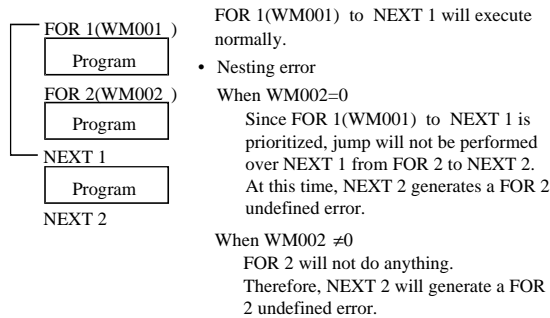 FOR 1(WM001 )
Program
FOR 2(WM002 )
Program
NEXT 1
Program
NEXT 2
FOR 1(WM001) to NEXT 1 will execute
normally.
• Nesting error
When WM002=0
Since FOR 1(WM001) to NEXT 1 is
prioritized, jump will not be performed
over NEXT 1 from FOR 2 to NEXT 2.
At this time, NEXT 2 generates a FOR 2
undefined error.
When WM002 ≠0
FOR 2 will not do anything.
Therefore, NEXT 2 will generate a FOR
2 undefined error.